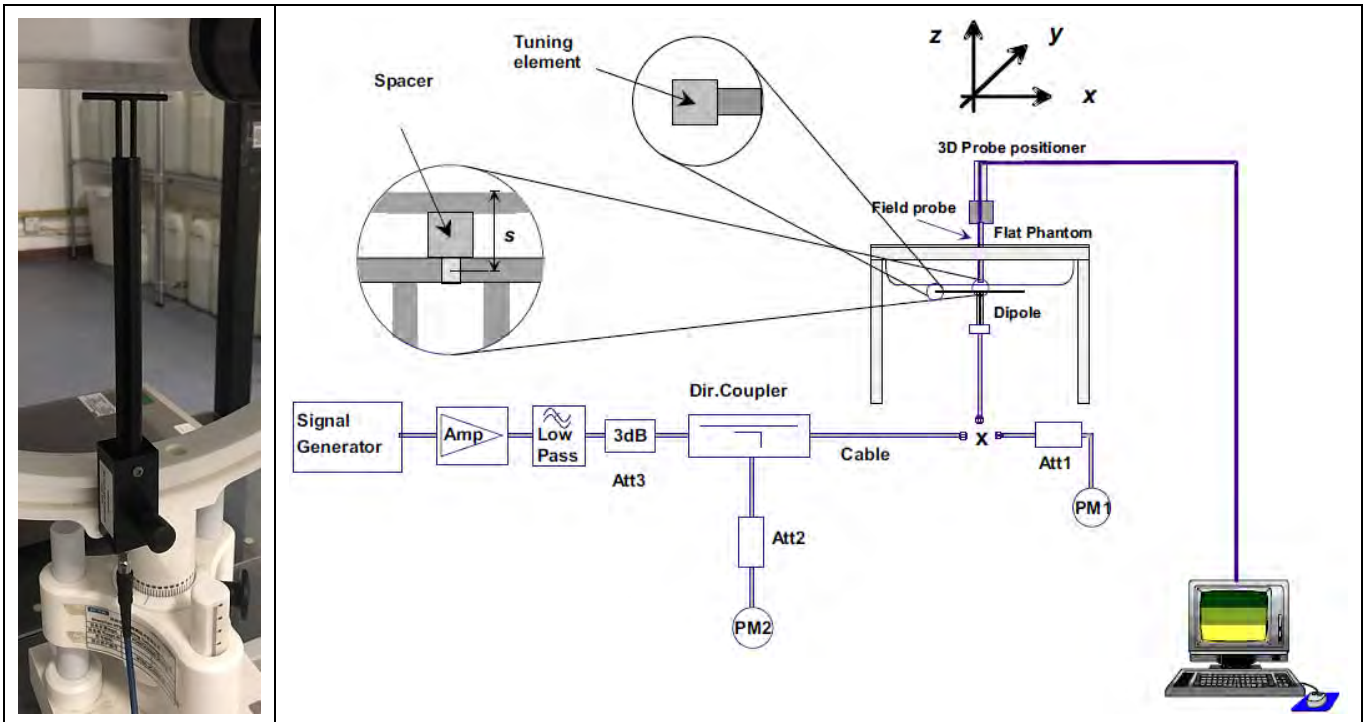 Tuning
element
Spacer
s
z
y
x
3D Probe positioner
Field probe
Flat Phantom
Dipole
Dir.Coupler
Signal
Generator
Amp
Low
Pass
3dB
Att3
Cable
x
Att1
PM1
Att2
PM2